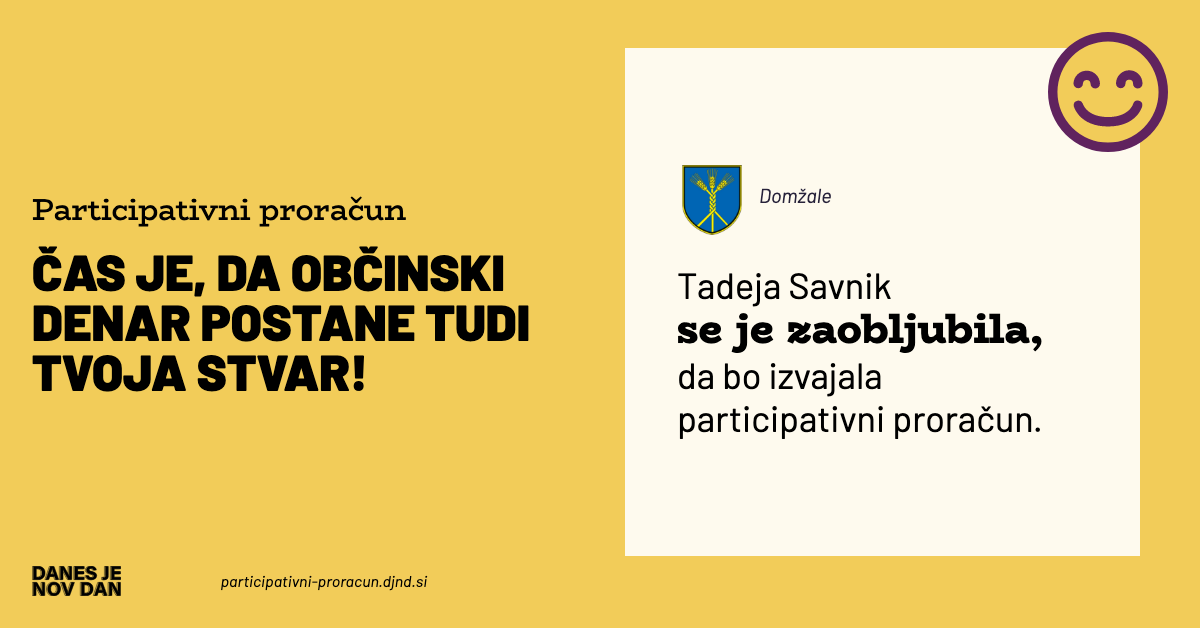 Participativni proračun
ČAS JE, DA OBČINSKI
DENAR POSTANE TUDI
TVOJA STVAR!
Domžale
Tadeja Savnik
se je zaobljubila,
da bo izvajala
participativni proračun.
DANES JE
NOV DAN
participativni-proracun.djnd.si